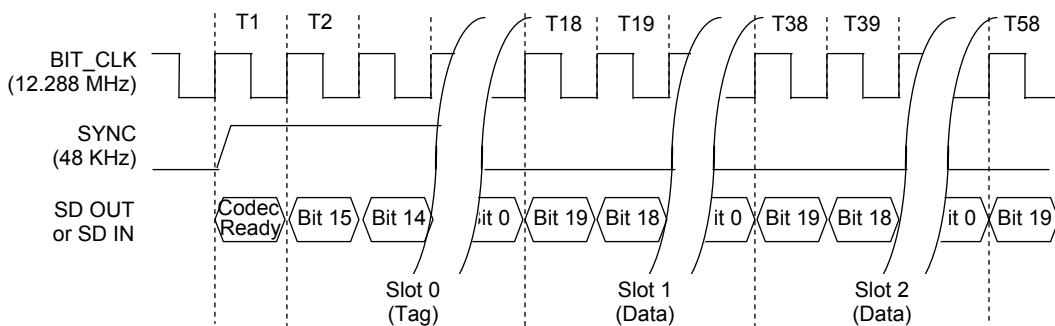 T1 T2 T18 T19 T38 T39 T58
BIT_CLK
(12.288 MHz)
SYNC
(48 KHz)
SD OUT
or SD IN
Codec
Ready
Bit 15
Bit 14
it 0
Bit 19
Bit 18
it 0
Bit 19
Bit 18
it 0
Bit 19
Slot 0
(Tag)
Slot 1
(Data)
Slot 2
(Data)